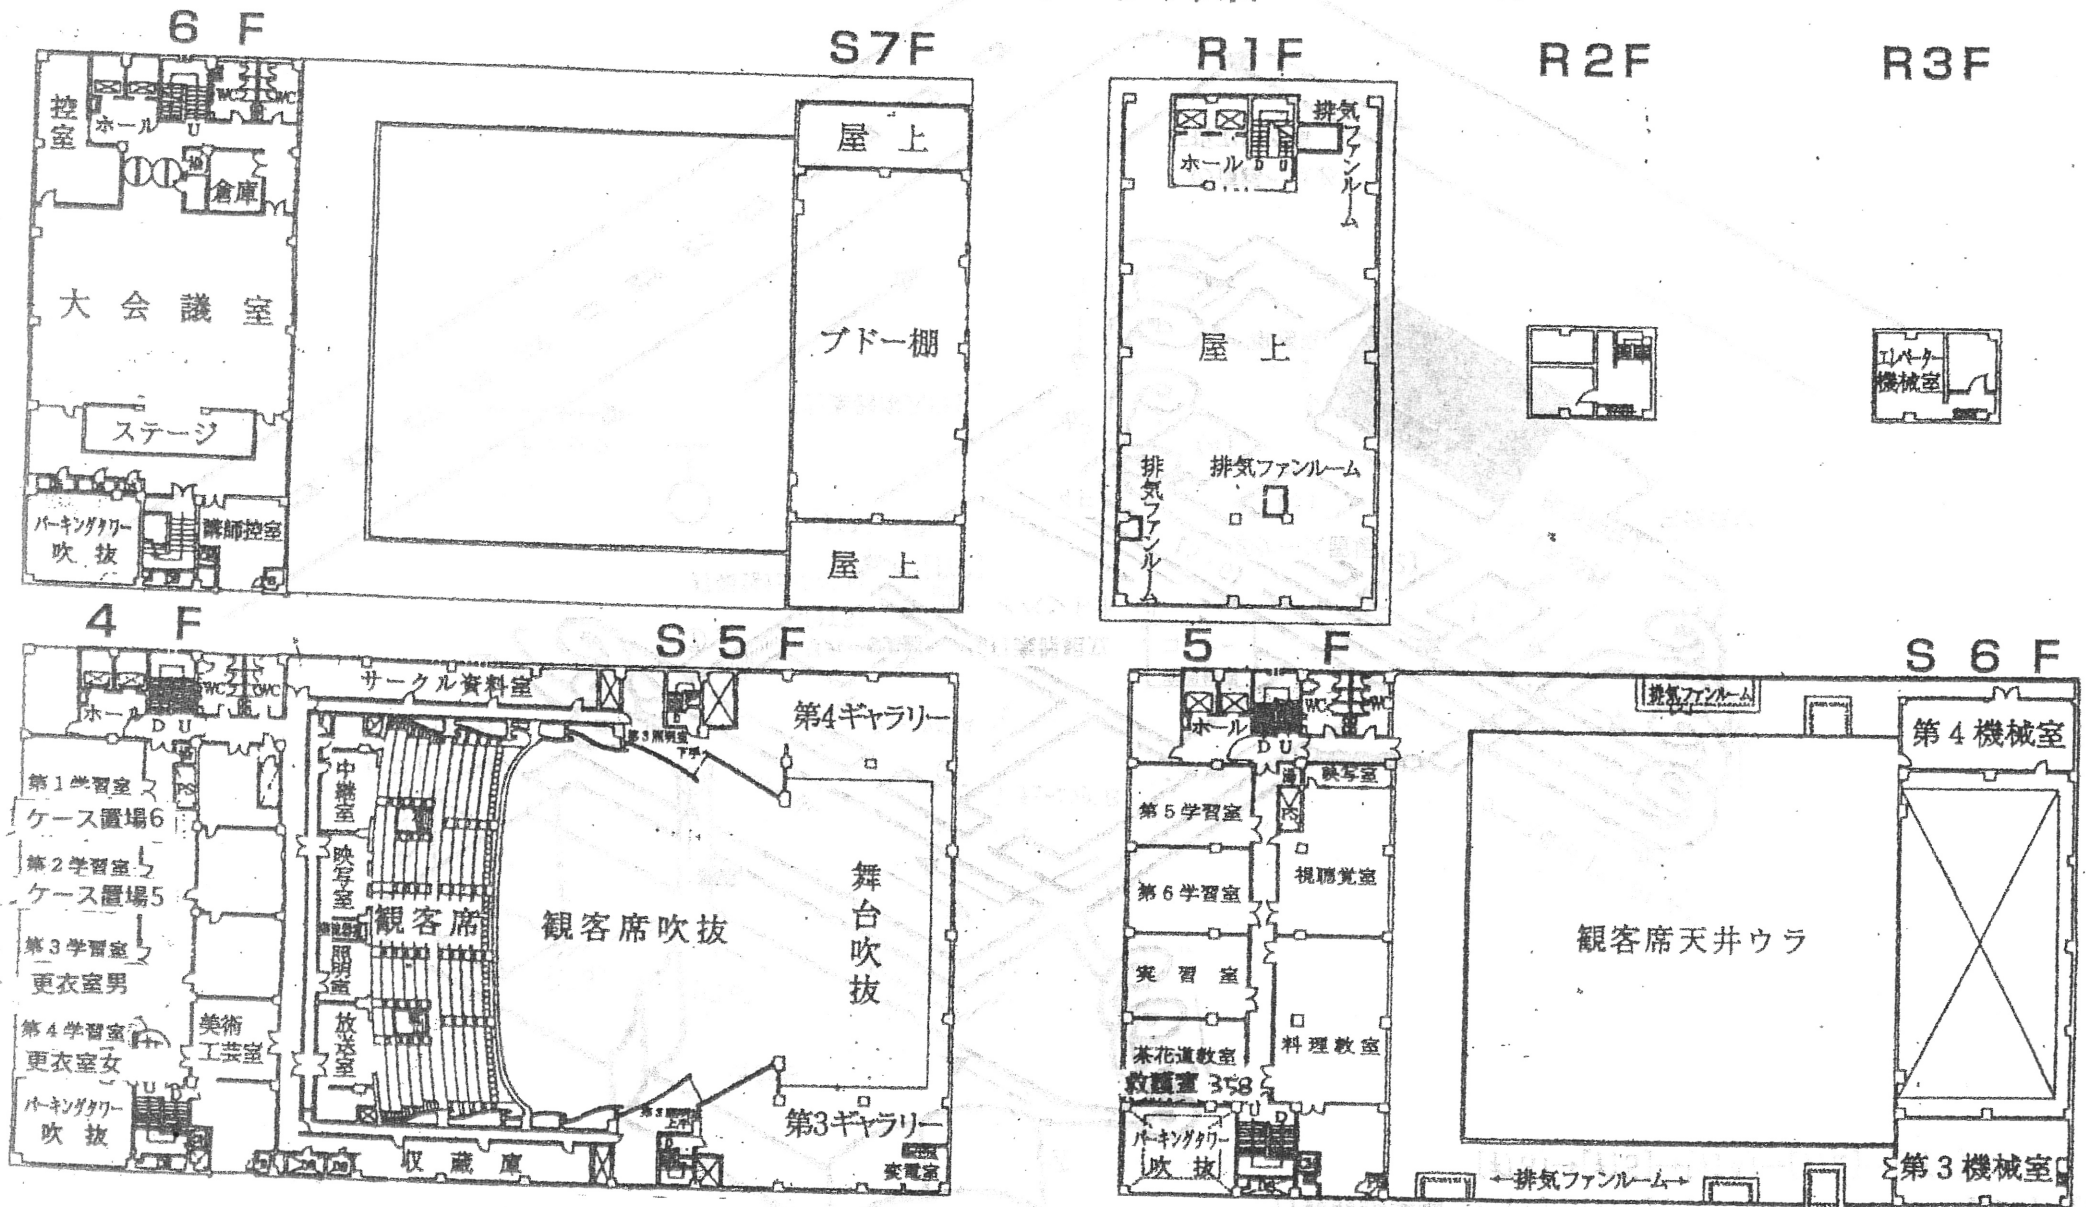 6 F
S7F
R1F
R2F
R3F
控室
ホール
WC
WC
U
倉庫
大会議室
ステージ
パーキングタワー
吹抜
講師控室
屋上
ブドー棚
屋上
ホール
D U
排気ファンルーム
屋上
排気ファンルーム
排気ファンルーム
エレベーター
機械室
4 F
S 5 F
5 F
S 6 F
ホール
D U
WC
WC
PS
第1学習室
ケース置場6
第2学習室
ケース置場5
第3学習室
更衣室男
第4学習室
更衣室女
U D
パーキングタワー
吹抜
美術
工芸室
サークル資料室
中継室
映写室
照明室
放送室
観客席
観客席吹抜
舞台吹抜
第3照明室
下手
第4ギャラリー
第3ギャラリー
変電室
収蔵庫
ホール
D U
WC
WC
湯
PS
映写室
第5学習室
第6学習室
実習室
茶花道教室
救護室 358
視聴覚室
料理教室
U D
パーキングタワー
吹抜
排気ファンルーム
観客席天井ウラ
第4機械室
第3機械室
←排気ファンルーム→